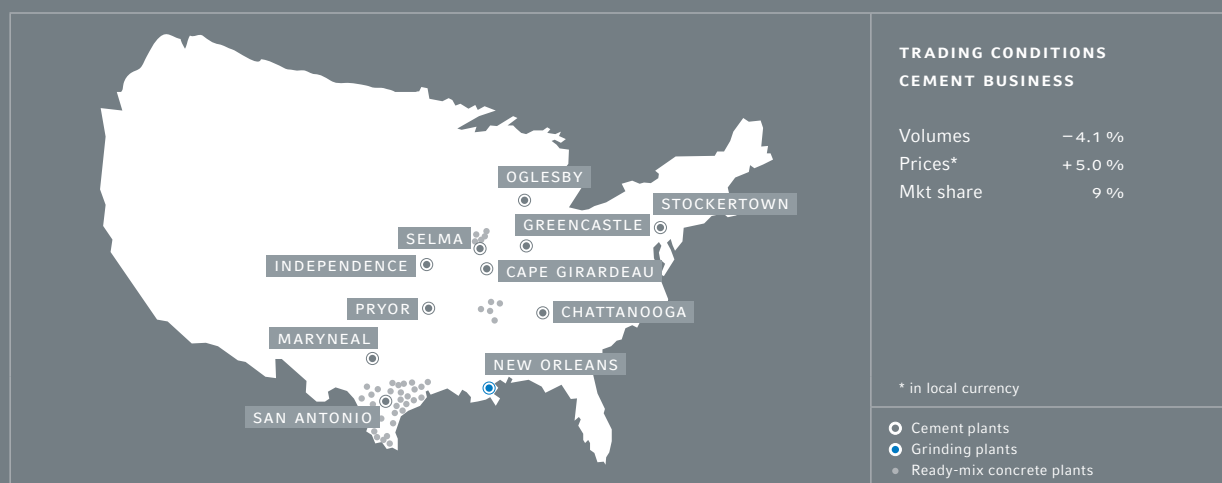 OGLESBY
STOCKERTOWN
GREENCASTLE
SELMA
INDEPENDENCE
CAPE GIRARDEAU
PRYOR
CHATTANOOGA
MARYNEAL
NEW ORLEANS
SAN ANTONIO
TRADING CONDITIONS
CEMENT BUSINESS
Volumes −4.1 %
Prices* +5.0 %
Mkt share 9 %
* in local currency
Cement plants
Grinding plants
Ready-mix concrete plants